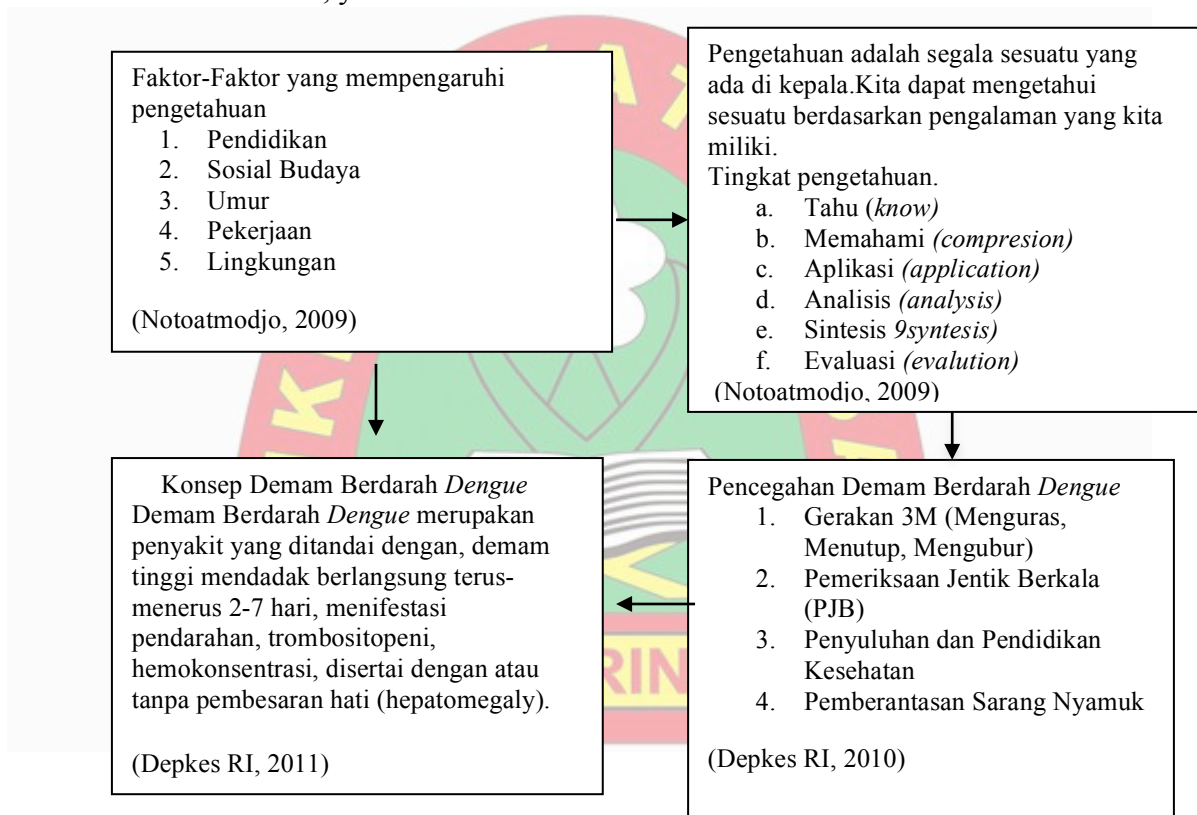 Faktor-Faktor yang mempengaruhi
pengetahuan
1. Pendidikan
2. Sosial Budaya
3. Umur
4. Pekerjaan
5. Lingkungan
(Notoatmodjo, 2009)
Pengetahuan adalah segala sesuatu yang
ada di kepala.Kita dapat mengetahui
sesuatu berdasarkan pengalaman yang kita
miliki.
Tingkat pengetahuan.
a. Tahu (know)
b. Memahami (compresion)
c. Aplikasi (application)
d. Analisis (analysis)
e. Sintesis 9syntesis)
f. Evaluasi (evalution)
(Notoatmodjo, 2009)
Konsep Demam Berdarah Dengue
Demam Berdarah Dengue merupakan
penyakit yang ditandai dengan, demam
tinggi mendadak berlangsung terus-
menerus 2-7 hari, menifestasi
pendarahan, trombositopeni,
hemokonsentrasi, disertai dengan atau
tanpa pembesaran hati (hepatomegaly).
(Depkes RI, 2011)
Pencegahan Demam Berdarah Dengue
1. Gerakan 3M (Menguras,
Menutup, Mengubur)
2. Pemeriksaan Jentik Berkala
(PJB)
3. Penyuluhan dan Pendidikan
Kesehatan
4. Pemberantasan Sarang Nyamuk
(Depkes RI, 2010)